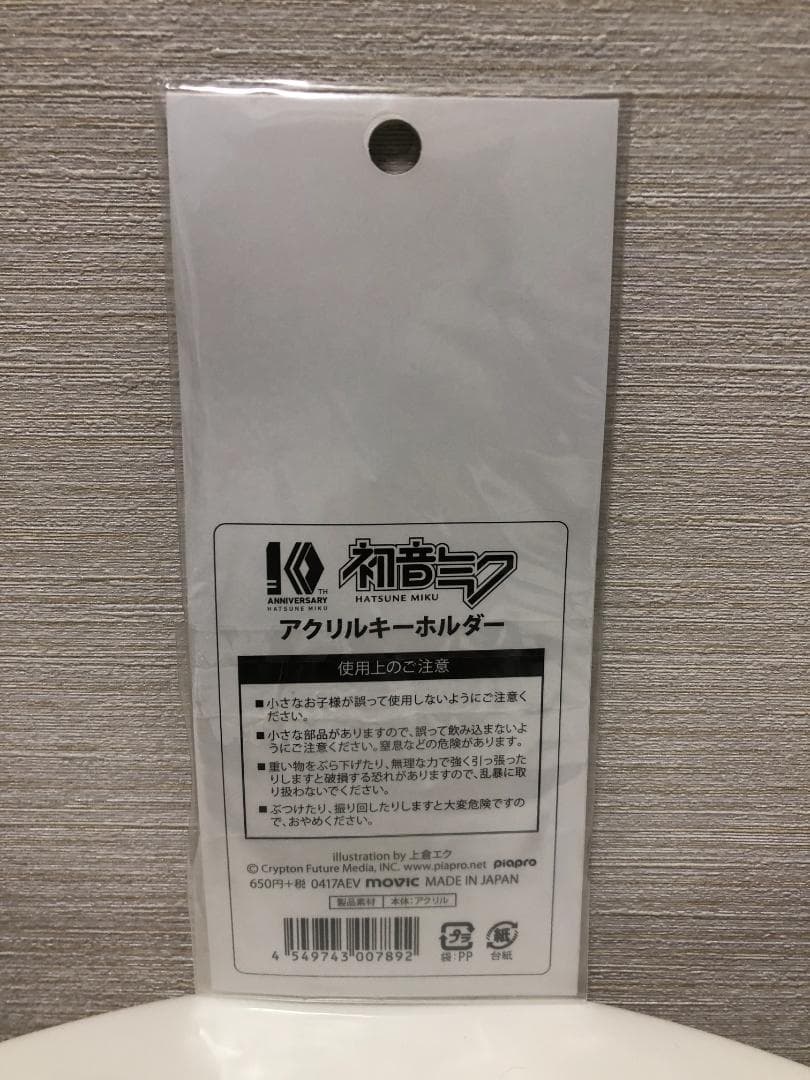 10TH
ANNIVERSARY
HATSUNE MIKU
初音ミク
HATSUNE MIKU
アクリルキーホルダー
使用上のご注意
■小さなお子様が誤って使用しないようにご注意く
ださい。
■小さな部品がありますので、誤って飲み込まないよ
うにご注意ください。窒息などの危険があります。
■重い物をぶら下げたり、無理な力で強く引っ張った
りしますと破損する恐れがありますので、乱暴に取
り扱わないでください。
■ぶつけたり、振り回したりしますと大変危険ですの
で、おやめください。
illustration by 上倉エク
© Crypton Future Media, INC. www.piapro.net piapro
650円+税 0417AEV movic MADE IN JAPAN
製品素材 本体:アクリル
4 549743 007892
プラ
袋:PP
紙
台紙